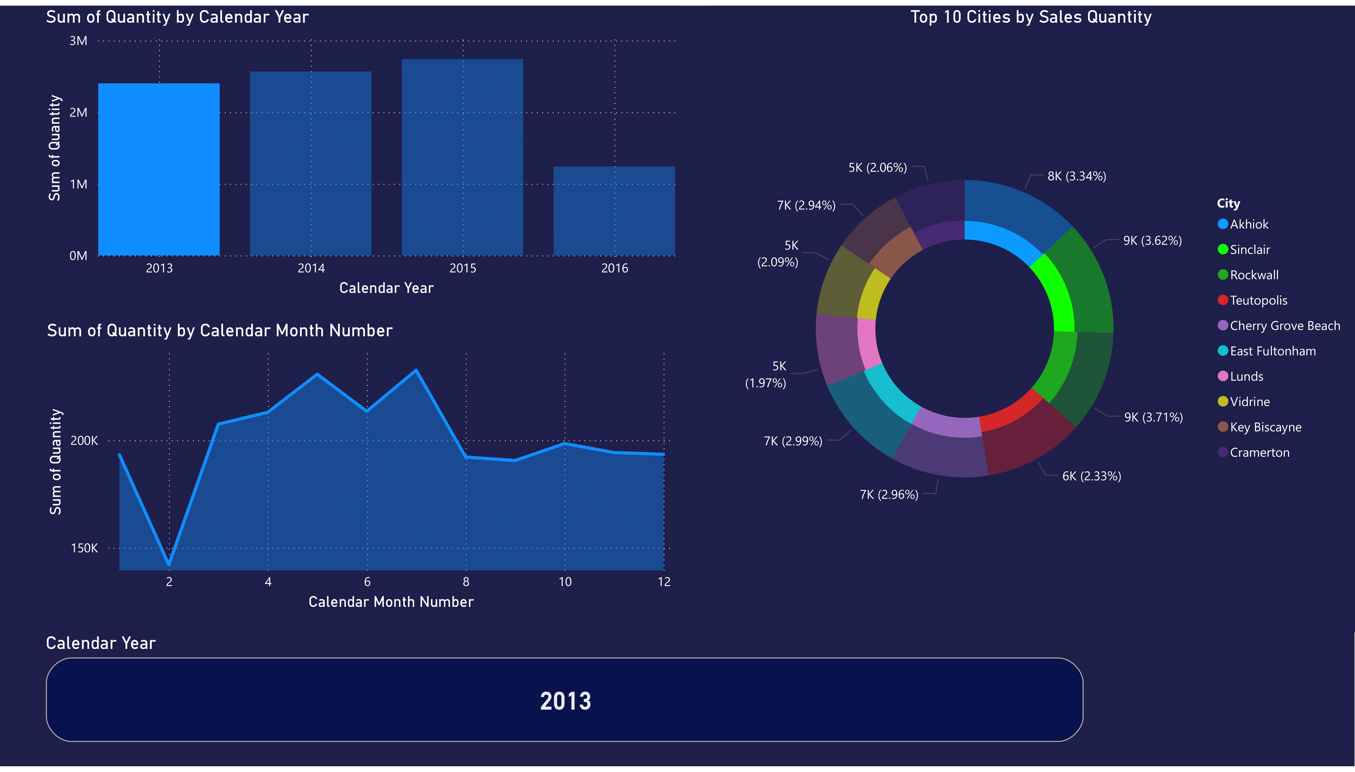 Sum of Quantity by Calendar Year
3M
2M
1M
0M
Sum of Quantity
2013
2014
2015
2016
Calendar Year
Sum of Quantity by Calendar Month Number
200K
150K
Sum of Quantity
2
4
6
8
10
12
Calendar Month Number
Top 10 Cities by Sales Quantity
8K (3.34%)
9K (3.62%)
9K (3.71%)
6K (2.33%)
7K (2.96%)
7K (2.99%)
5K
(1.97%)
5K
(2.09%)
7K (2.94%)
5K (2.06%)
City
Akhiok
Sinclair
Rockwall
Teutopolis
Cherry Grove Beach
East Fultonham
Lunds
Vidrine
Key Biscayne
Cramerton
Calendar Year
2013